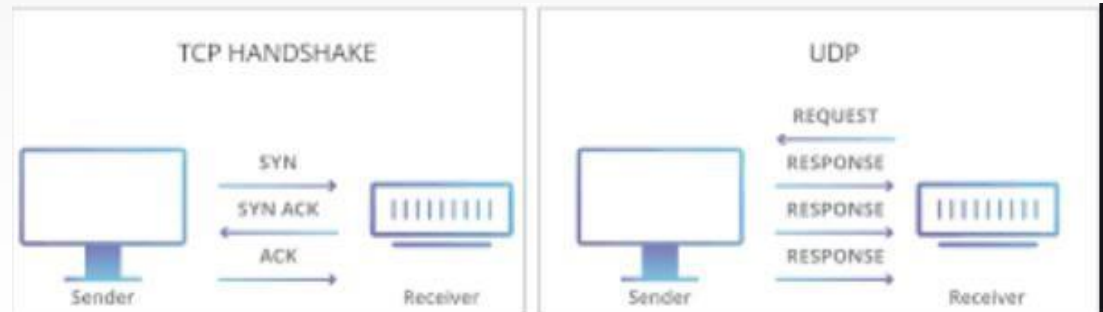 TCP HANDSHAKE
SYN
SYN ACK
ACK
Sender
Receiver
UDP
REQUEST
RESPONSE
RESPONSE
RESPONSE
Sender
Receiver